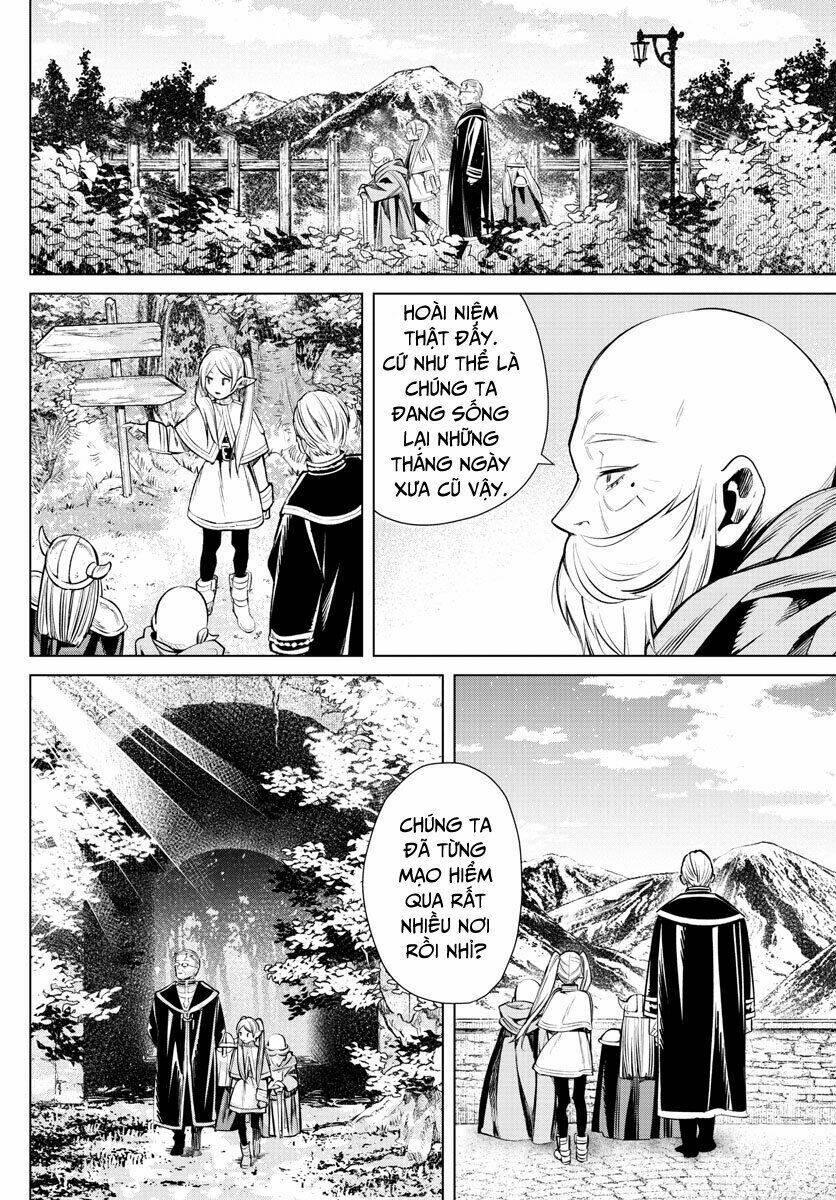 HOÀI NIỆM
THẬT ĐẤY.
CỨ NHƯ THỂ LÀ
CHÚNG TA
ĐANG SỐNG
LẠI NHỮNG
THÁNG NGÀY
XƯA CŨ VẬY.
CHÚNG TA
ĐÃ TỪNG
MẠO HIỂM
QUA RẤT
NHIỀU NƠI
RỒI NHỈ?